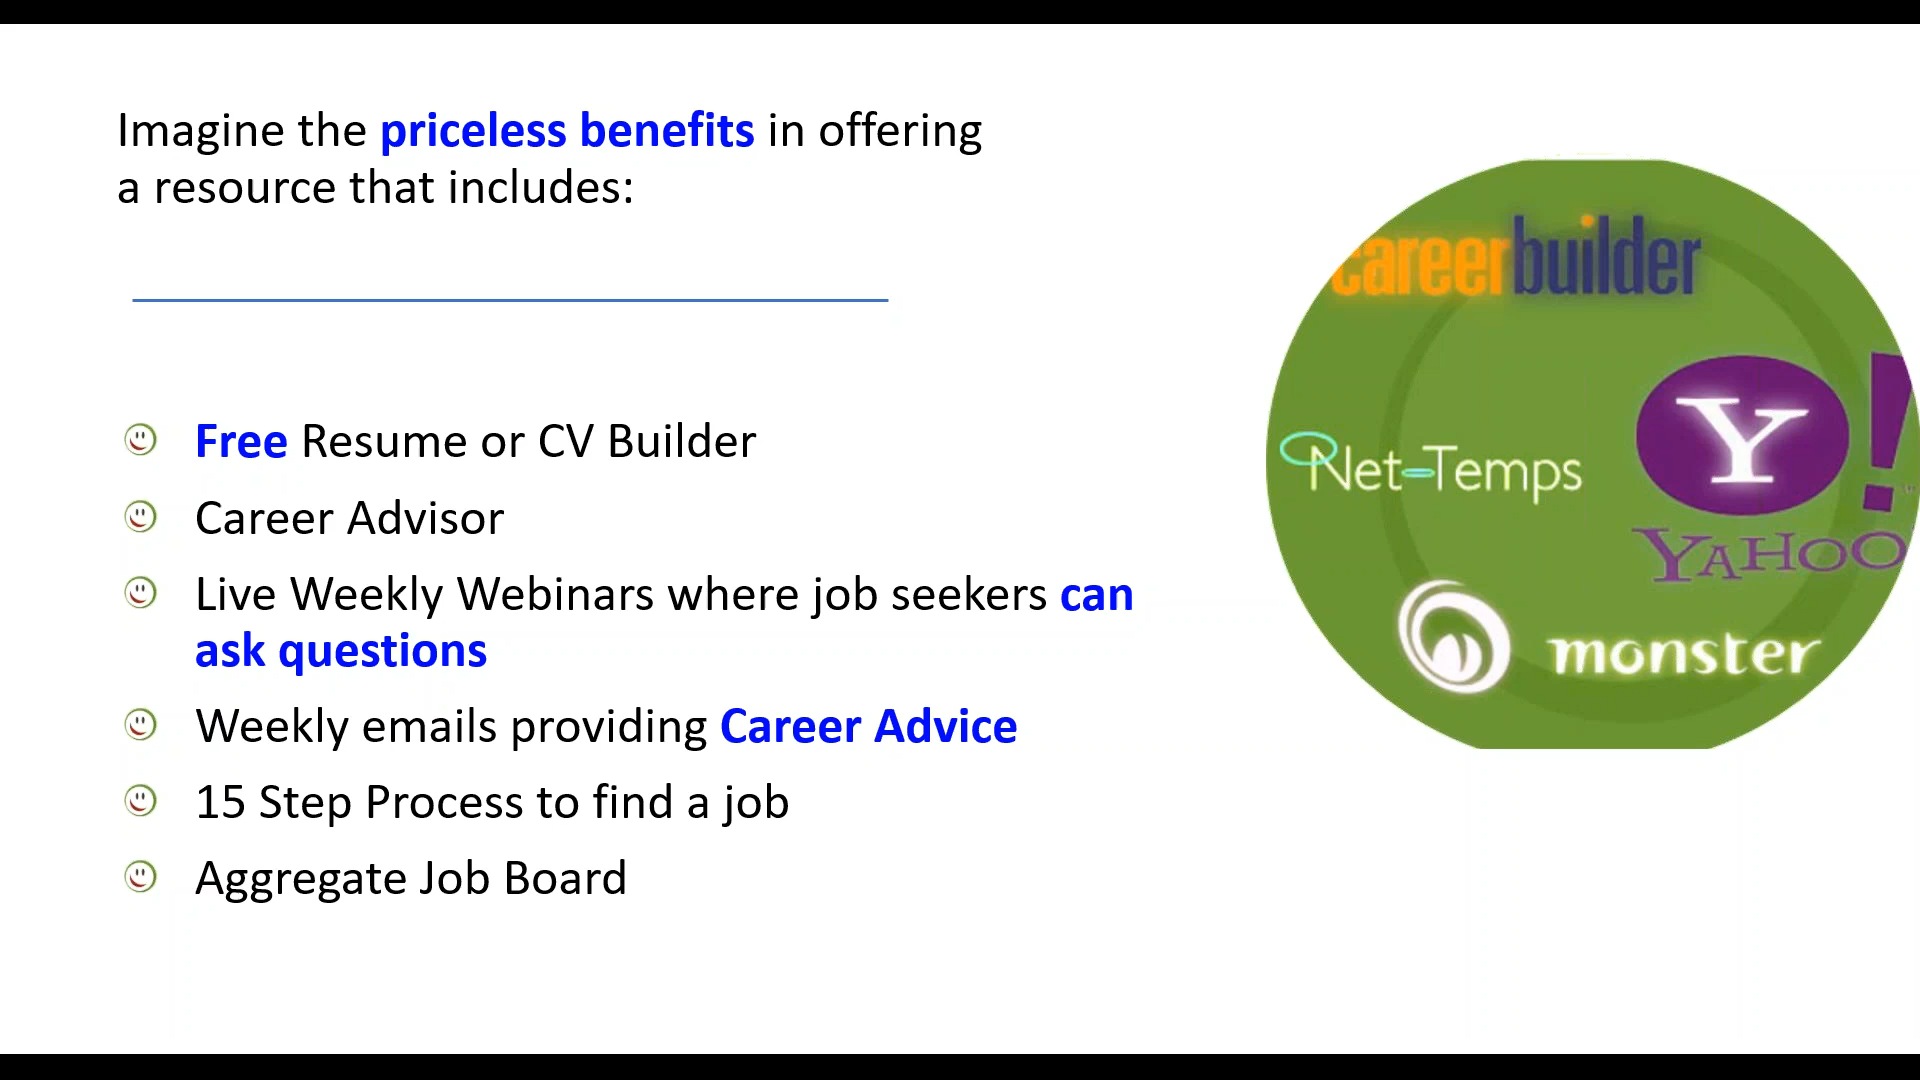 Imagine the priceless benefits in offering
a resource that includes:
Free Resume or CV Builder
Career Advisor
Live Weekly Webinars where job seekers can
ask questions
Weekly emails providing Career Advice
15 Step Process to find a job
Aggregate Job Board
careerbuilder
Net-Temps
Y!
YAHOO
monster